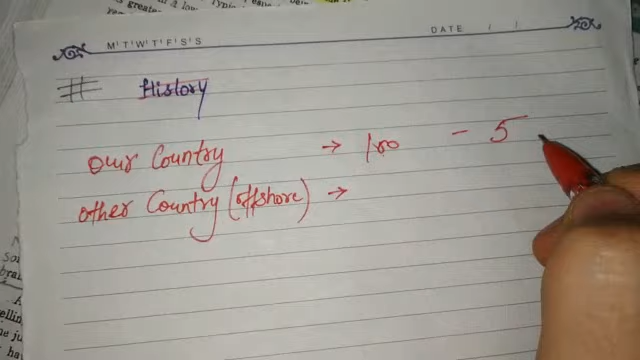 DATE / /
M T W T F S S
# History
Our Country → 100 - 5
other Country (offshore) →